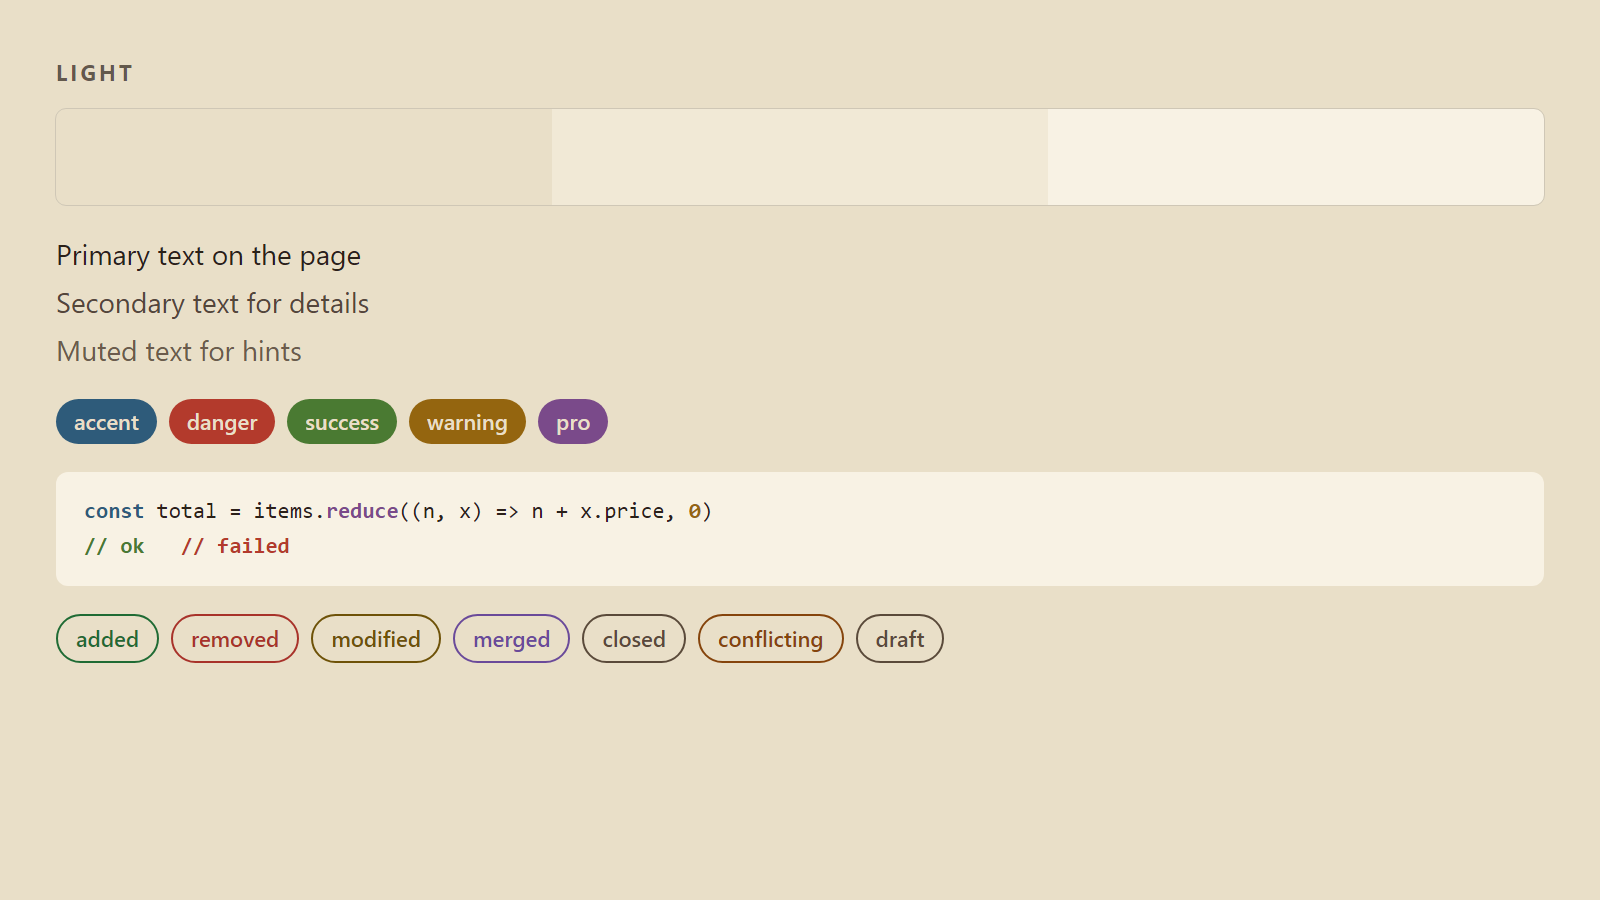 LIGHT
Primary text on the page
Secondary text for details
Muted text for hints
accent danger success warning pro
const total = items.reduce((n, x) => n + x.price, 0)
// ok   // failed
added removed modified merged closed conflicting draft